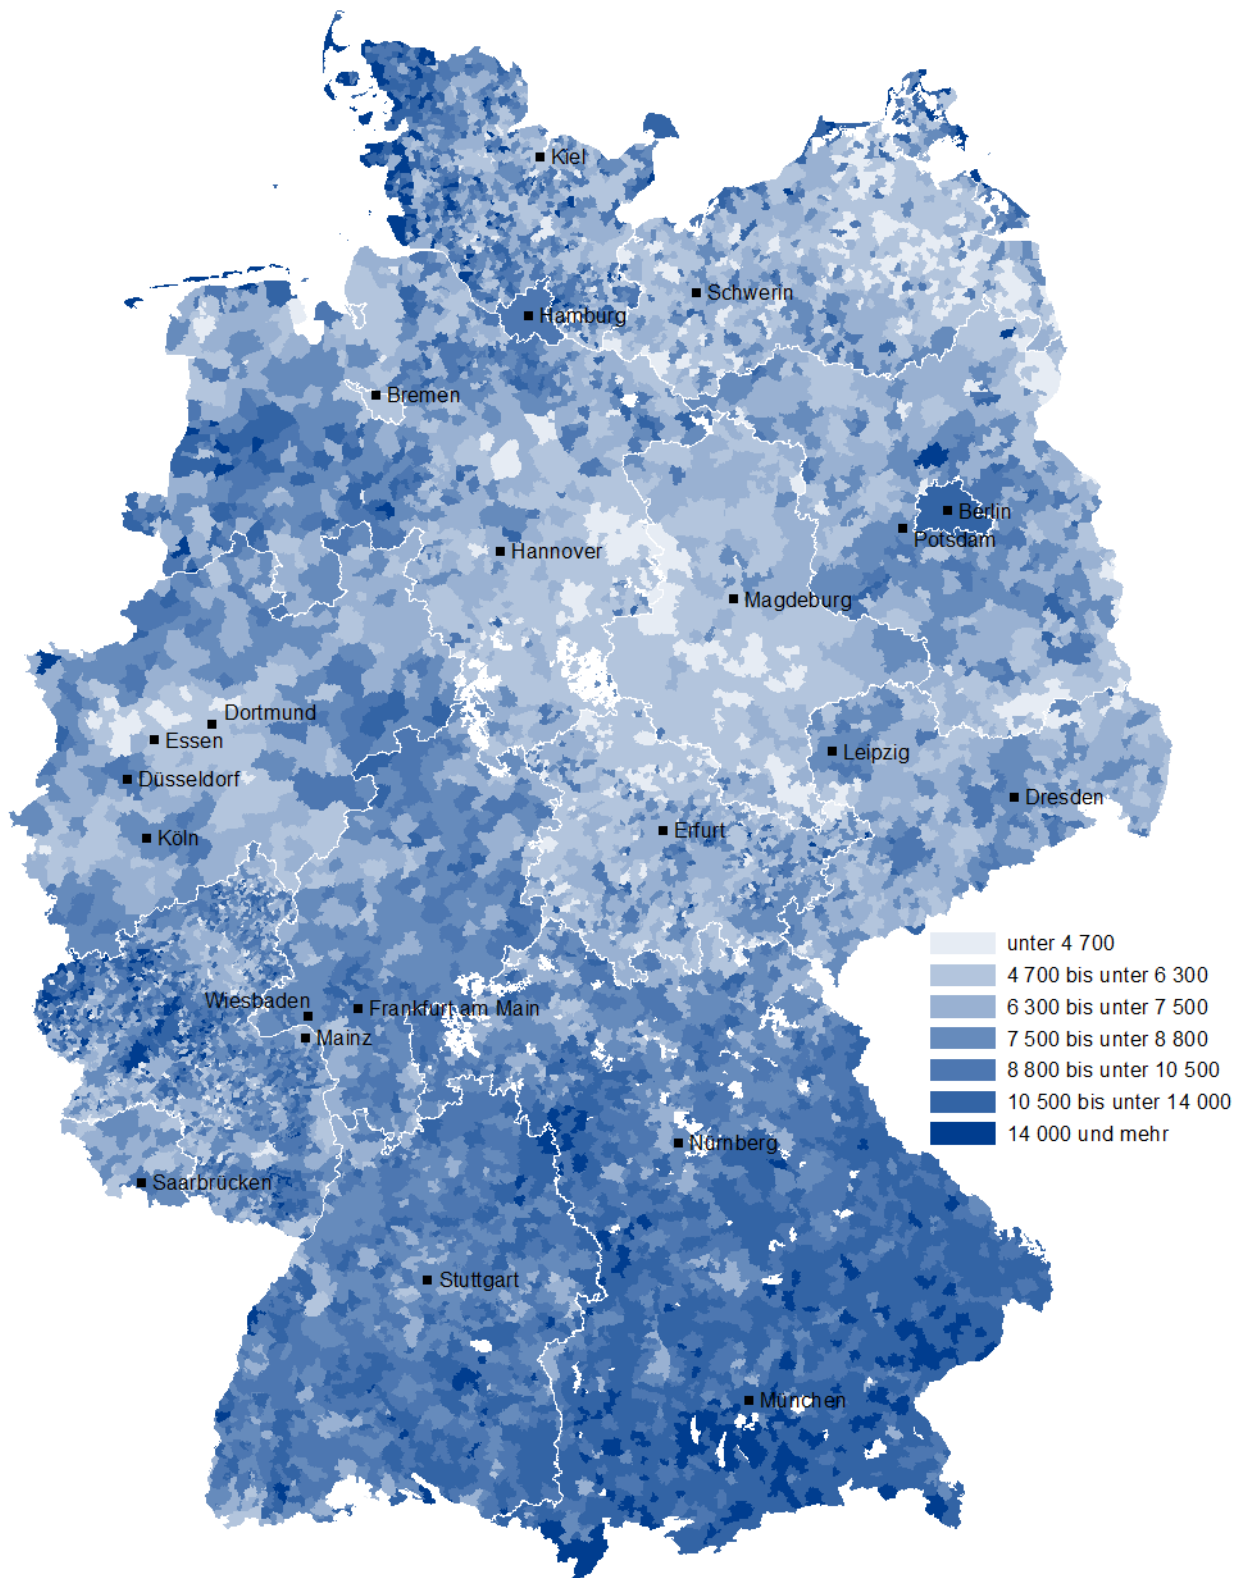 Kiel
Schwerin
Hamburg
Bremen
Berlin
Potsdam
Hannover
Magdeburg
Dortmund
Essen
Leipzig
Düsseldorf
Dresden
Köln
Erfurt
unter 4 700
4 700 bis unter 6 300
Wiesbaden
Frankfurt am Main
6 300 bis unter 7 500
Mainz
7 500 bis unter 8 800
8 800 bis unter 10 500
10 500 bis unter 14 000
14 000 und mehr
Nürnberg
Saarbrücken
Stuttgart
München